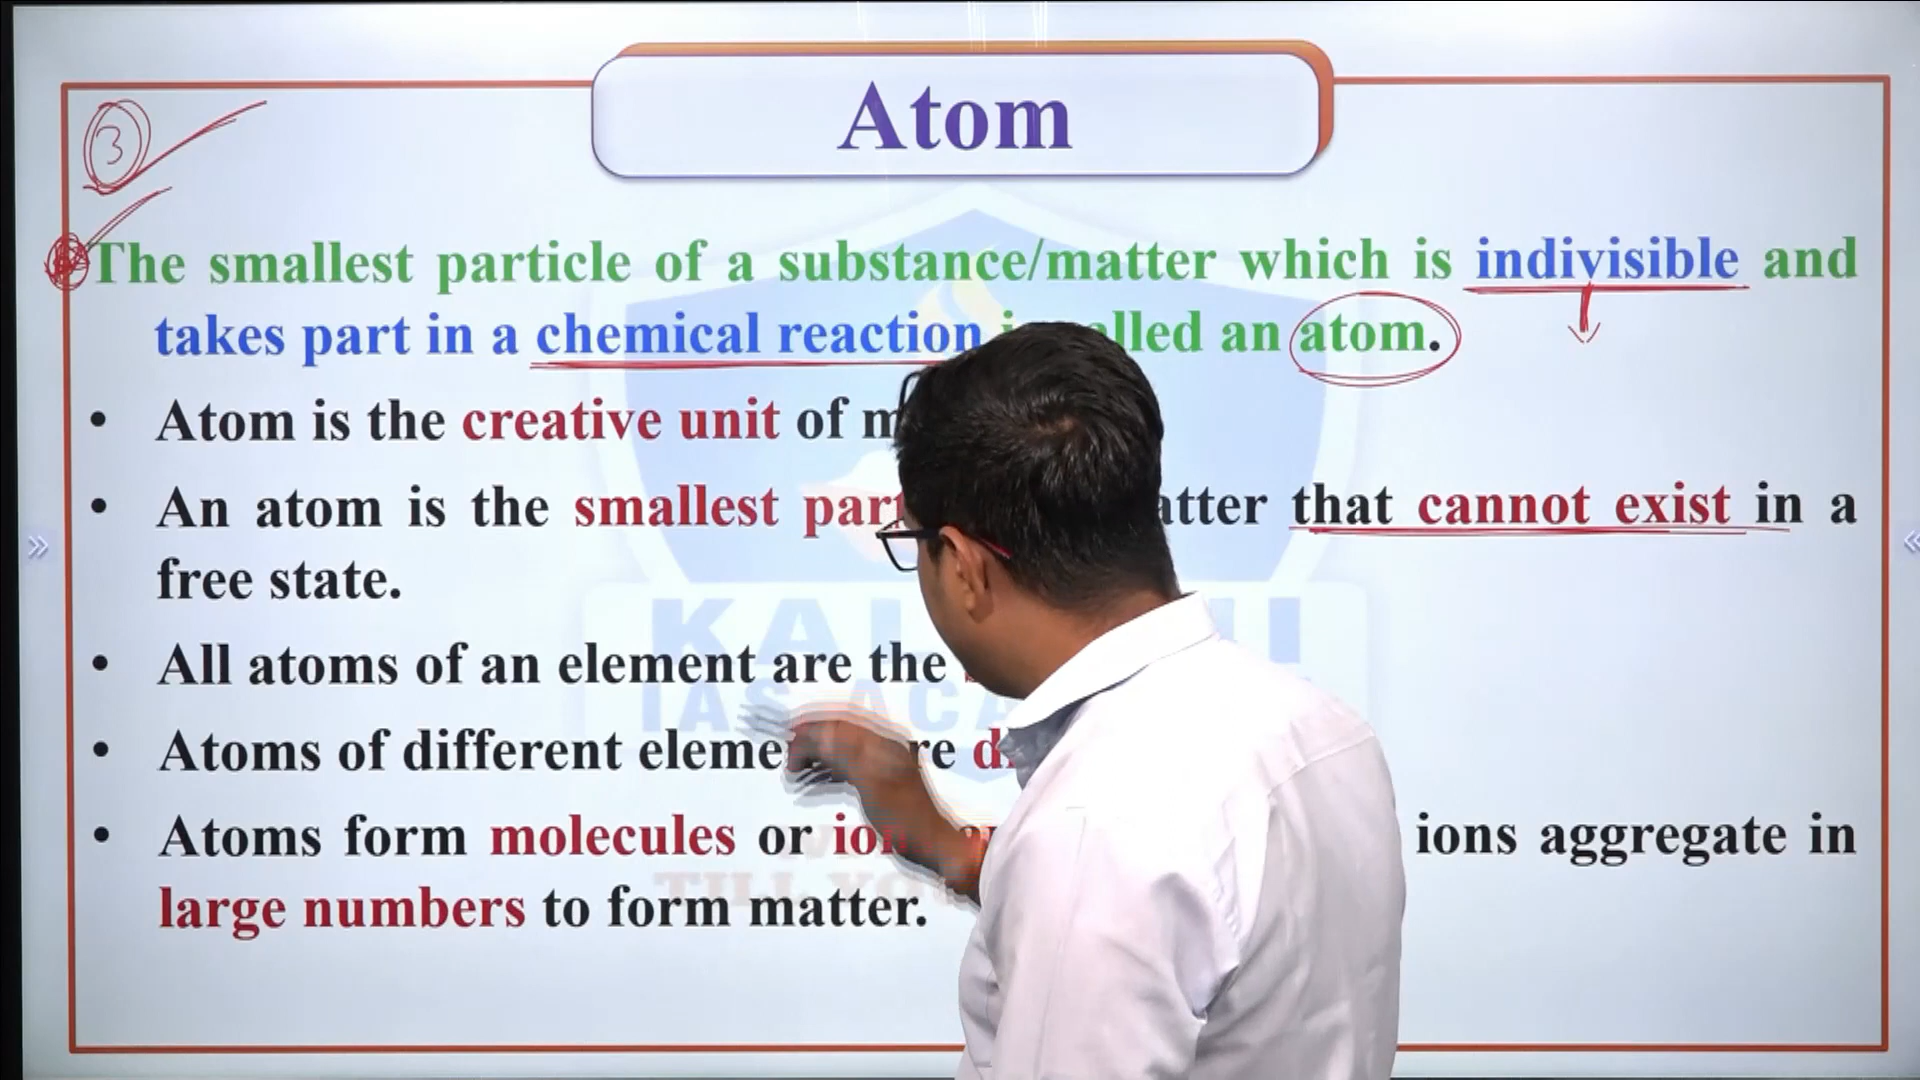 Atom
3
The smallest particle of a substance/matter which is indivisible and
takes part in a chemical reaction called an atom.
• Atom is the creative unit of
• An atom is the smallest that cannot exist in a
free state.
• All atoms of an element are the
• Atoms of different
• Atoms form molecules or ions aggregate in
large numbers to form matter.
IAS